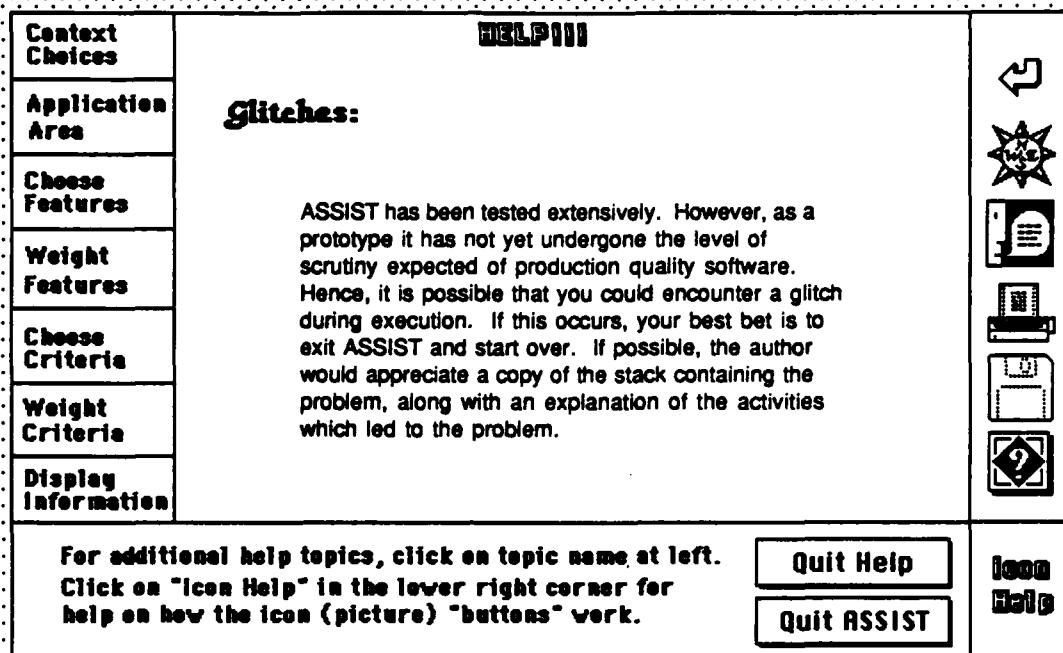 HELP!!!
Context
Choices
Application
Area
Choose
Features
Weight
Features
Choose
Criteria
Weight
Criteria
Display
Information
Glitches:
ASSIST has been tested extensively. However, as a
prototype it has not yet undergone the level of
scrutiny expected of production quality software.
Hence, it is possible that you could encounter a glitch
during execution. If this occurs, your best bet is to
exit ASSIST and start over. If possible, the author
would appreciate a copy of the stack containing the
problem, along with an explanation of the activities
which led to the problem.
N
W E
S
?
For additional help topics, click on topic name at left.
Click on "Icon Help" in the lower right corner for
help on how the icon (picture) "buttons" work.
Quit Help
Quit ASSIST
Icon
Help